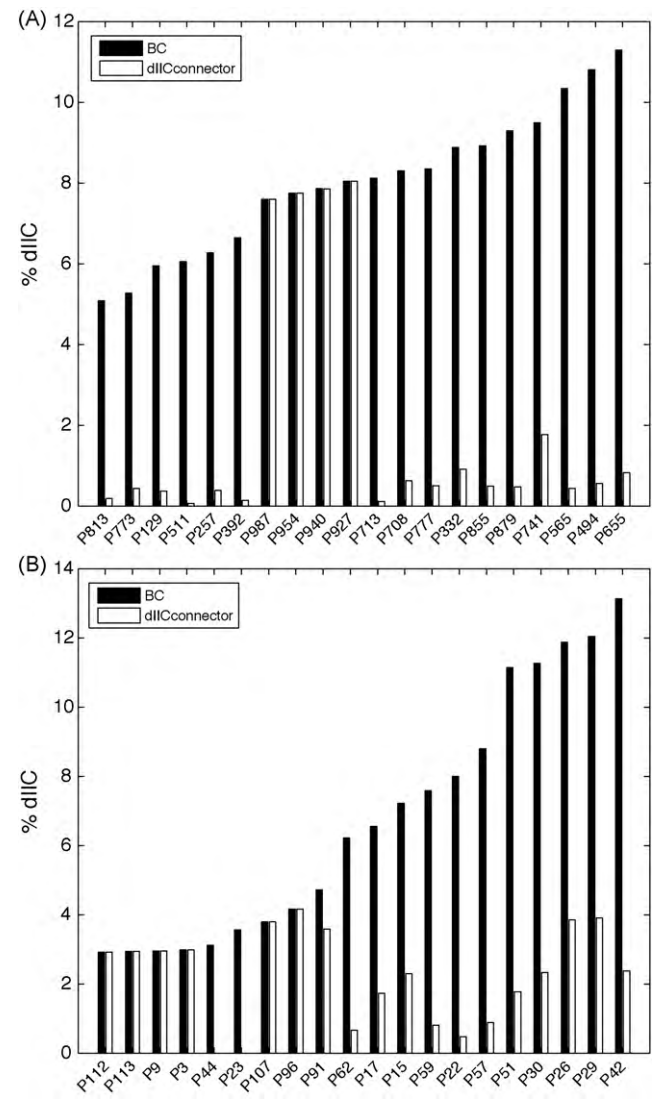 (A)
12
10
8
6
4
2
0
% dIIC
BC
dIICconnector
P813 P773 P129 P511 P257 P392 P987 P954 P940 P927 P713 P708 P777 P332 P855 P879 P741 P565 P494 P655
(B)
14
12
10
8
6
4
2
0
% dIIC
BC
dIICconnector
P112 P113 P9 P3 P44 P23 P107 P96 P91 P62 P17 P15 P59 P22 P57 P51 P30 P26 P29 P42